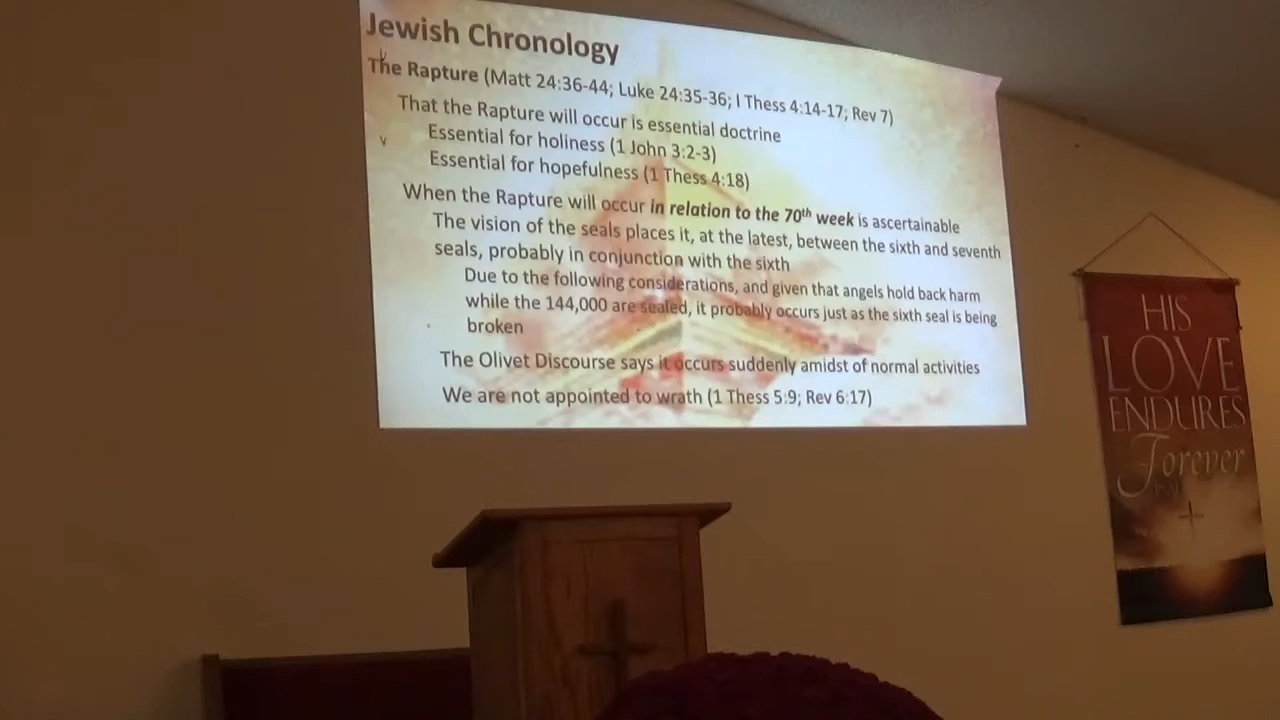 Jewish Chronology
The Rapture (Matt 24:36-44; Luke 24:35-36; I Thess 4:14-17; Rev 7)
That the Rapture will occur is essential doctrine
Essential for holiness (1 John 3:2-3)
Essential for hopefulness (1 Thess 4:18)
When the Rapture will occur in relation to the 70th week is ascertainable
The vision of the seals places it, at the latest, between the sixth and seventh
seals, probably in conjunction with the sixth
Due to the following considerations, and given that angels hold back harm
while the 144,000 are sealed, it probably occurs just as the sixth seal is being
broken
The Olivet Discourse says it occurs suddenly amidst of normal activities
We are not appointed to wrath (1 Thess 5:9; Rev 6:17)
HIS
LOVE
ENDURES
Forever